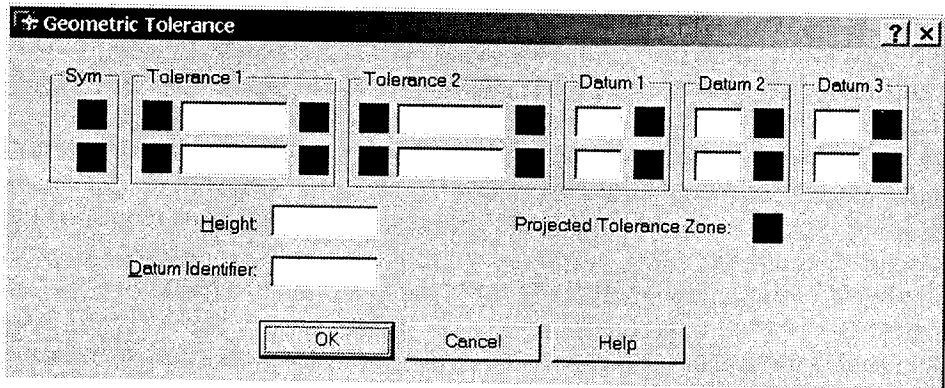 Geometric Tolerance
Sym Tolerance 1 Tolerance 2 Datum 1 Datum 2 Datum 3
Height: Projected Tolerance Zone:
Datum Identifier:
OK Cancel Help